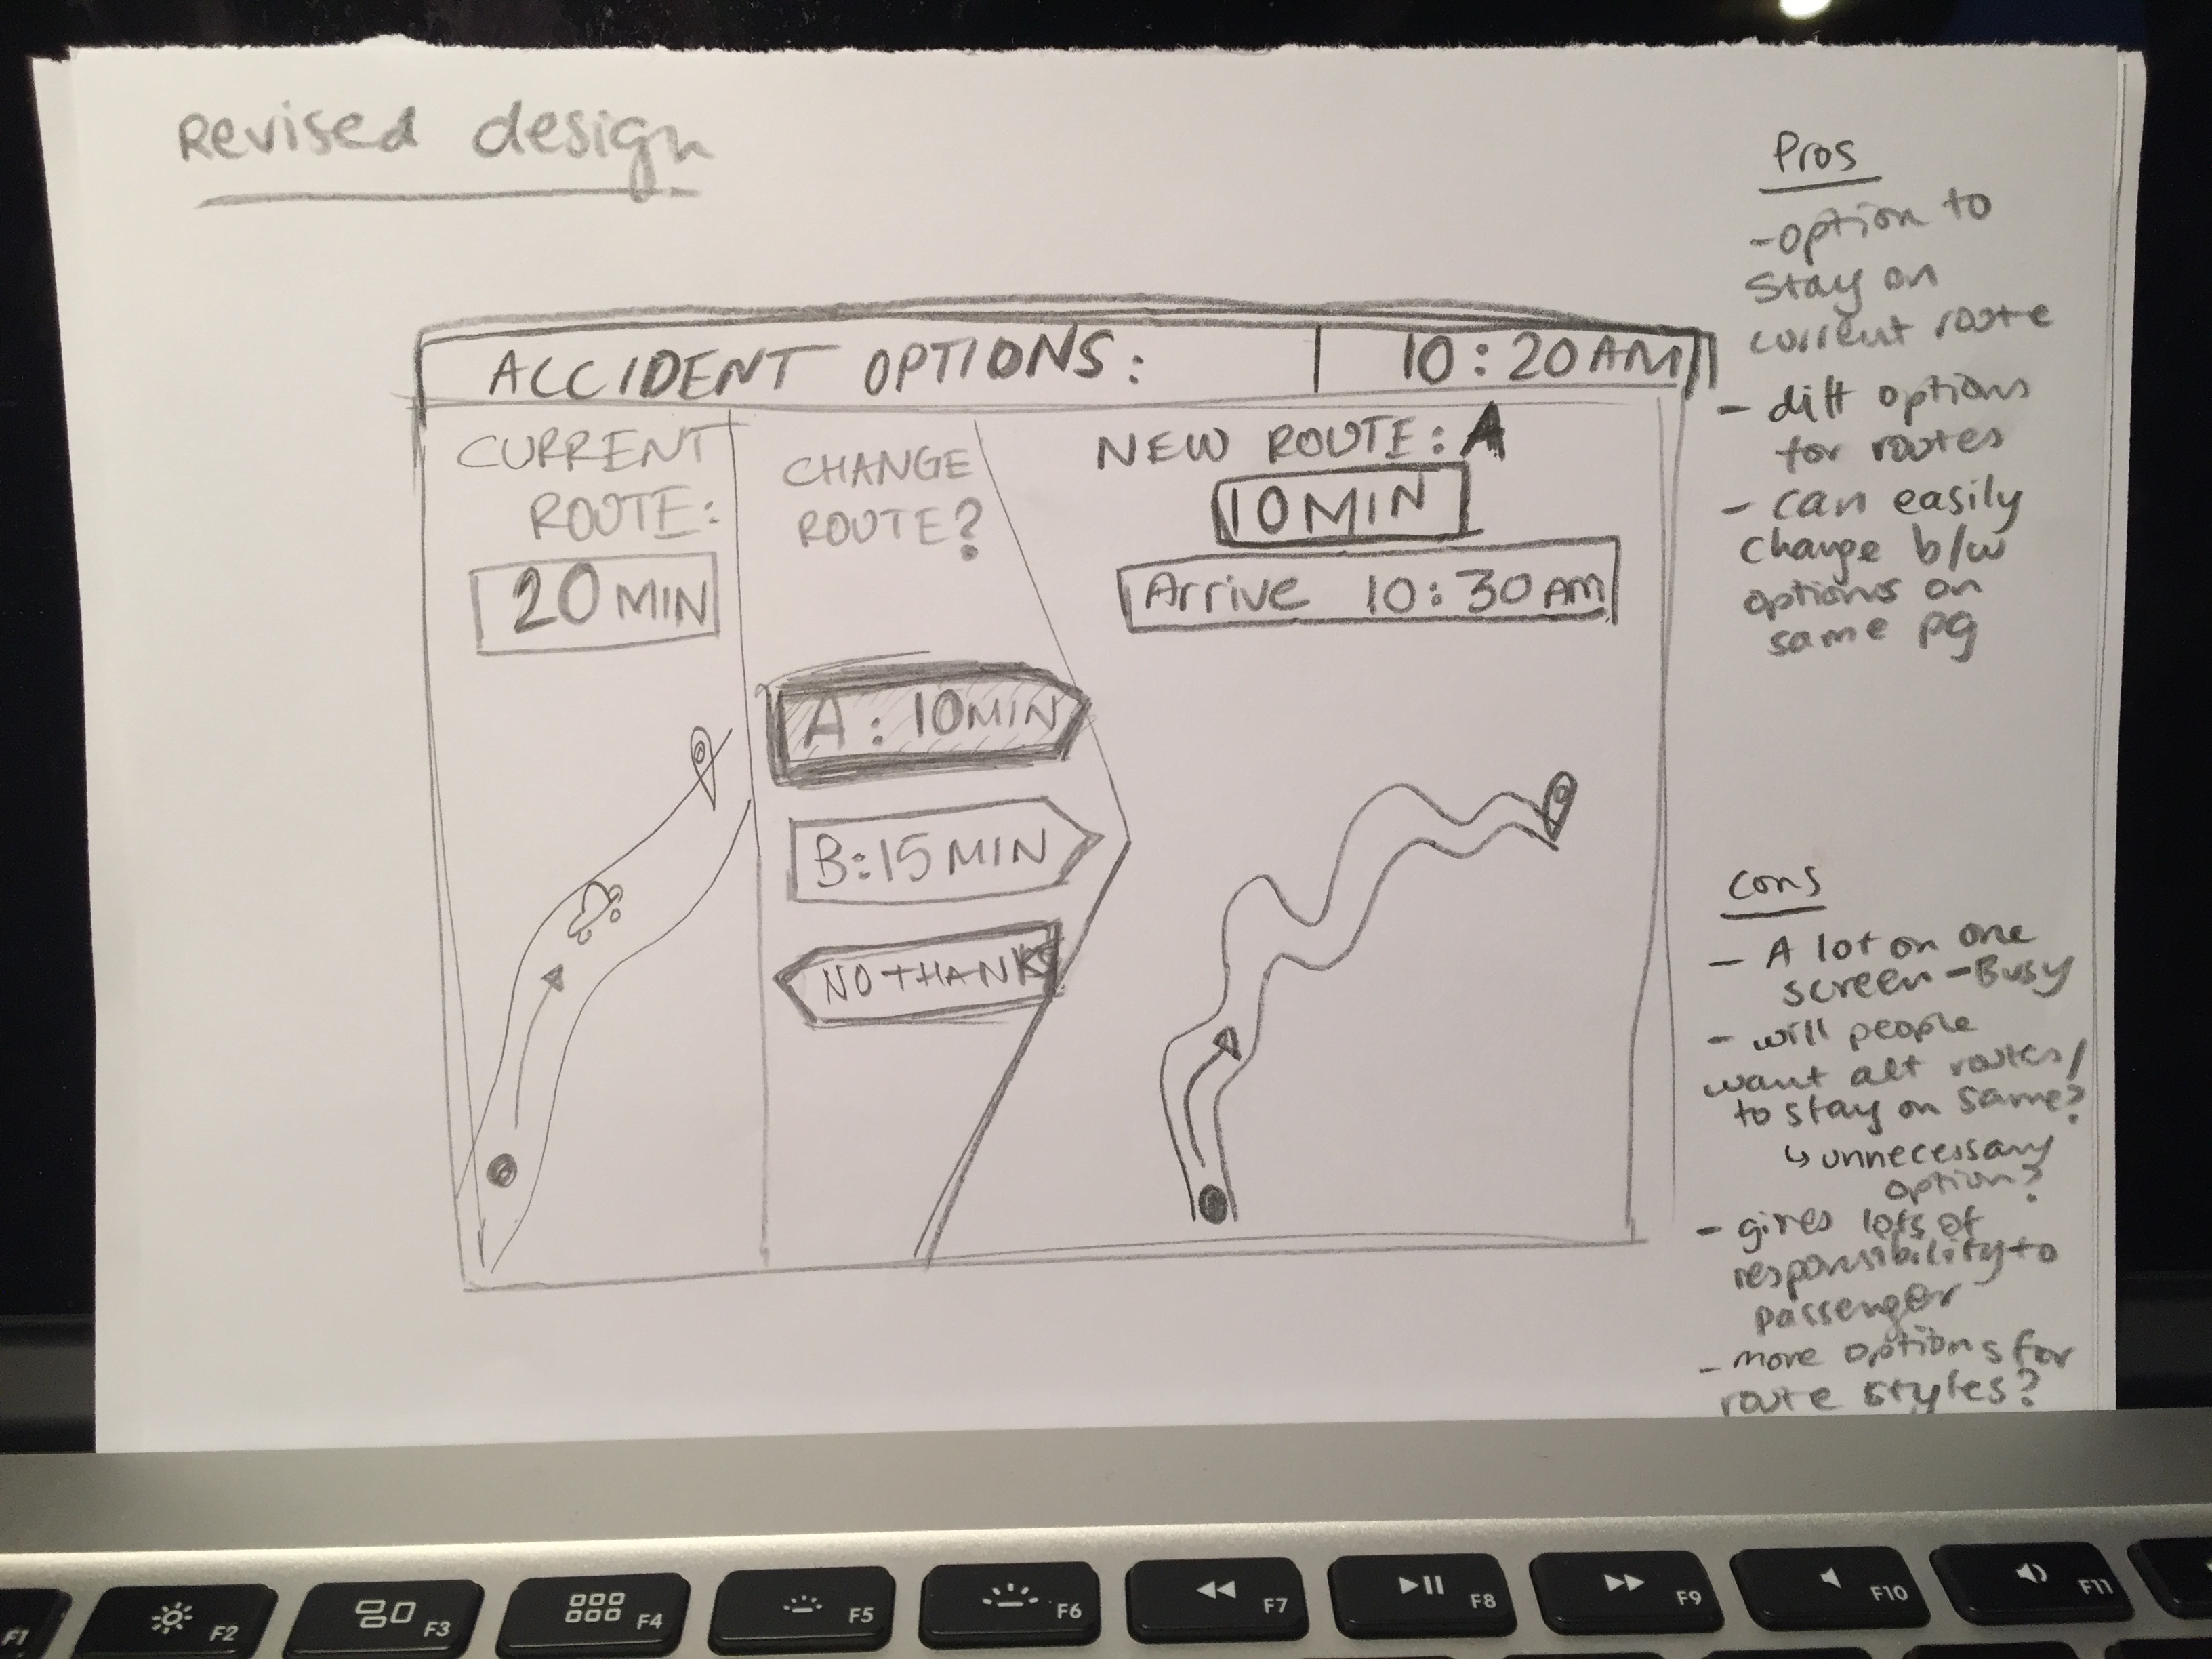 Revised design
ACCIDENT OPTIONS:
10:20AM
CURRENT
ROUTE:
20 MIN
CHANGE
ROUTE?
A: 10MIN
B:15 MIN
NO THANKS
NEW ROUTE: A
10MIN
Arrive 10:30 AM
Pros
-option to
stay on
current route
- diff options
for routes
- can easily
change b/w
options on
same pg
cons
- A lot on one
screen - Busy
- will people
want alt routes/
to stay on same?
↳ unnecessary
option?
- gives lots of
responsibility to
passenger
- more options for
route styles?
F1
F2
F3
F4
F5
F6
F7
F8
F9
F10
F11